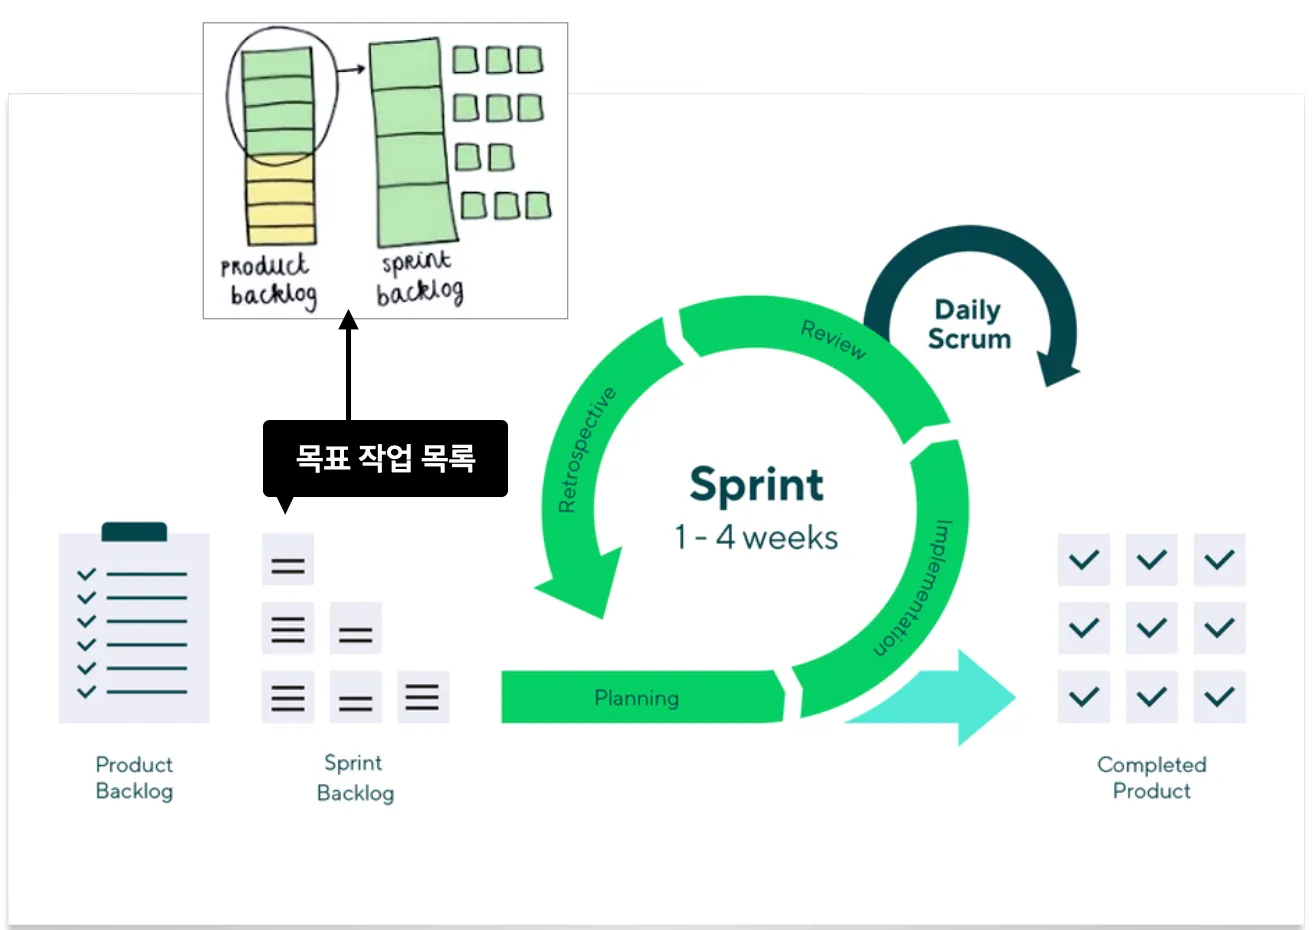 product
backlog
sprint
backlog
목표 작업 목록
Daily
Scrum
Review
Retrospective
Sprint
1 - 4 weeks
Implementation
Planning
Product
Backlog
Sprint
Backlog
Completed
Product